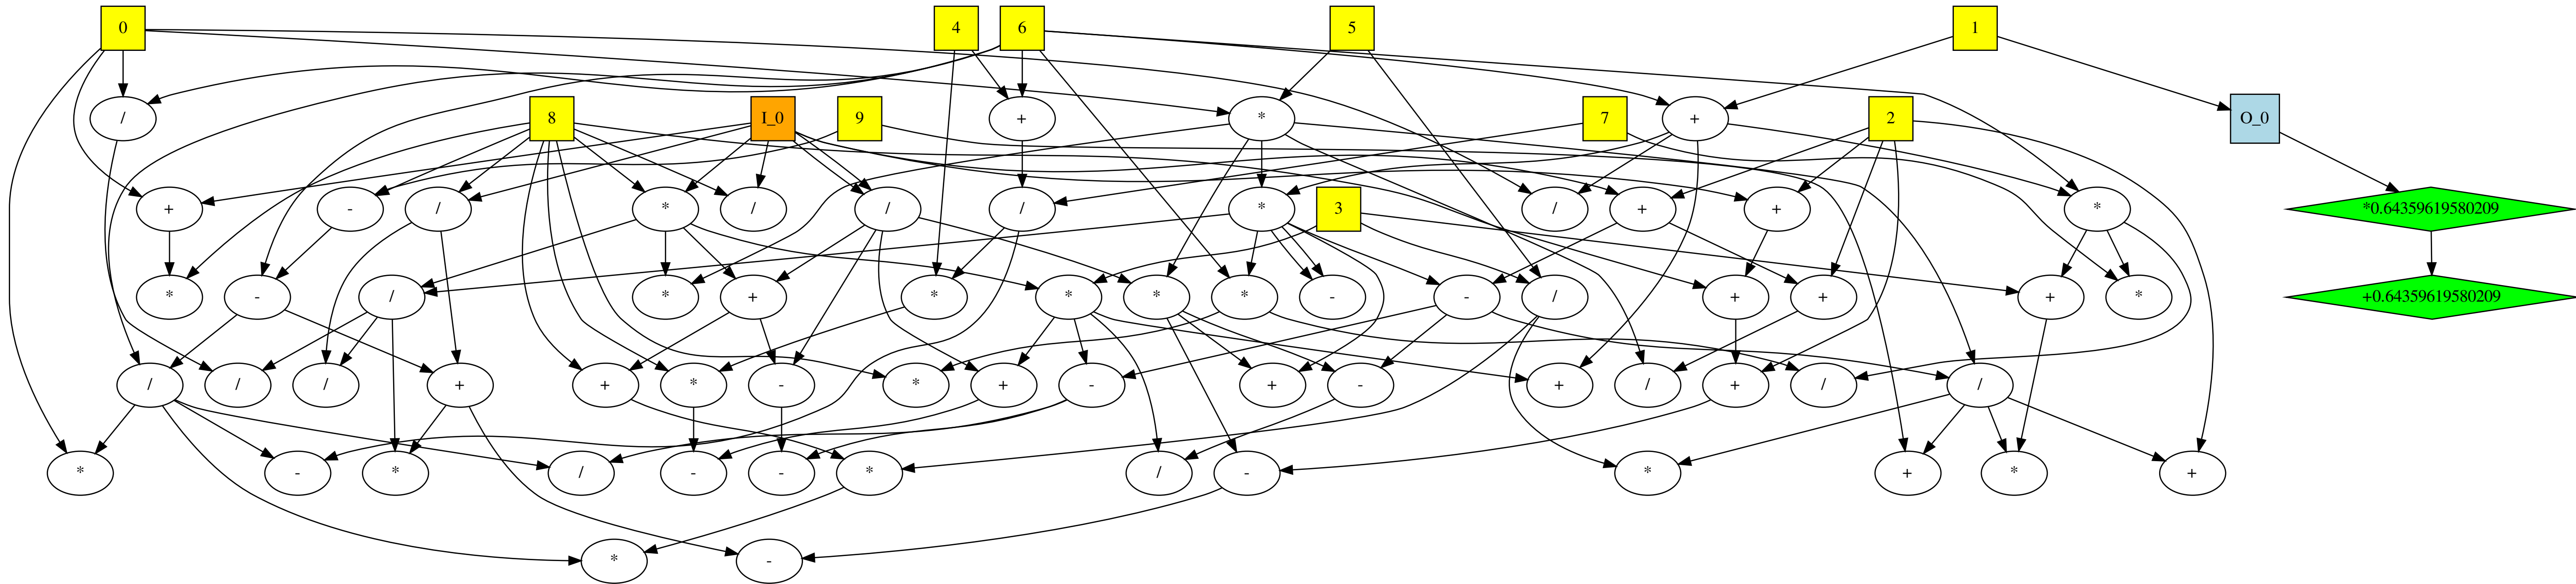 0 4 6 5 1
/ 8 I_0 9 + * 7 + 2 O_0
+ - / * / / / * 3 / + + * *0.64359619580209
* - / * + * * * * - - / + + + * +0.64359619580209
/ / / + + * - * + - + - + / + / /
* - * / - - * / - * + * +
* -